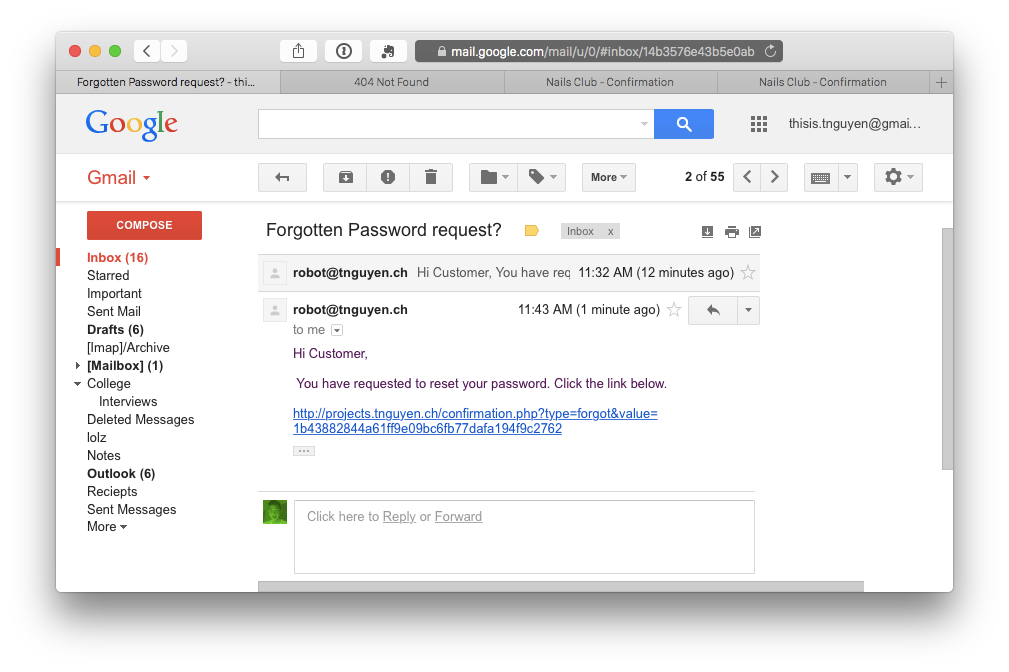 mail.google.com/mail/u/0/#inbox/14b3576e43b5e0ab
Forgotten Password request? - thi... 404 Not Found Nails Club - Confirmation Nails Club - Confirmation
Google thisis.tnguyen@gmai...
Gmail More 2 of 55
COMPOSE
Inbox (16)
Starred
Important
Sent Mail
Drafts (6)
[Imap]/Archive
[Mailbox] (1)
College
Interviews
Deleted Messages
lolz
Notes
Outlook (6)
Reciepts
Sent Messages
More
Forgotten Password request? Inbox x
robot@tnguyen.ch Hi Customer, You have req 11:32 AM (12 minutes ago)
robot@tnguyen.ch 11:43 AM (1 minute ago)
to me
Hi Customer,
You have requested to reset your password. Click the link below.
http://projects.tnguyen.ch/confirmation.php?type=forgot&value=
1b43882844a61ff9e09bc6fb77dafa194f9c2762
Click here to Reply or Forward